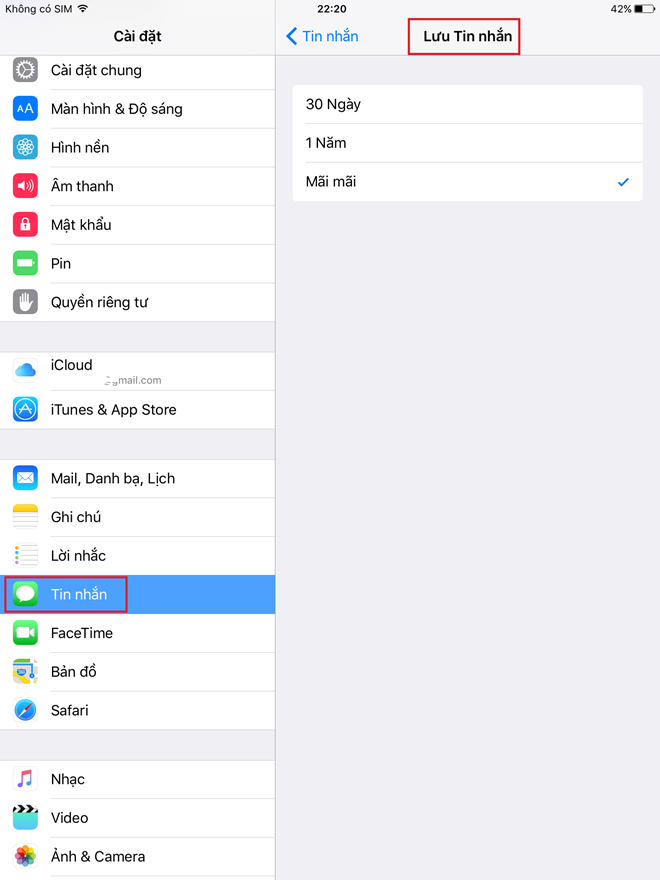 Không có SIM
22:20
42%
Cài đặt
Cài đặt chung
Màn hình & Độ sáng
Hình nền
Âm thanh
Mật khẩu
Pin
Quyền riêng tư
iCloud
gmail.com
iTunes & App Store
Mail, Danh bạ, Lịch
Ghi chú
Lời nhắc
Tin nhắn
FaceTime
Bản đồ
Safari
Nhạc
Video
Ảnh & Camera
Tin nhắn
Lưu Tin nhắn
30 Ngày
1 Năm
Mãi mãi